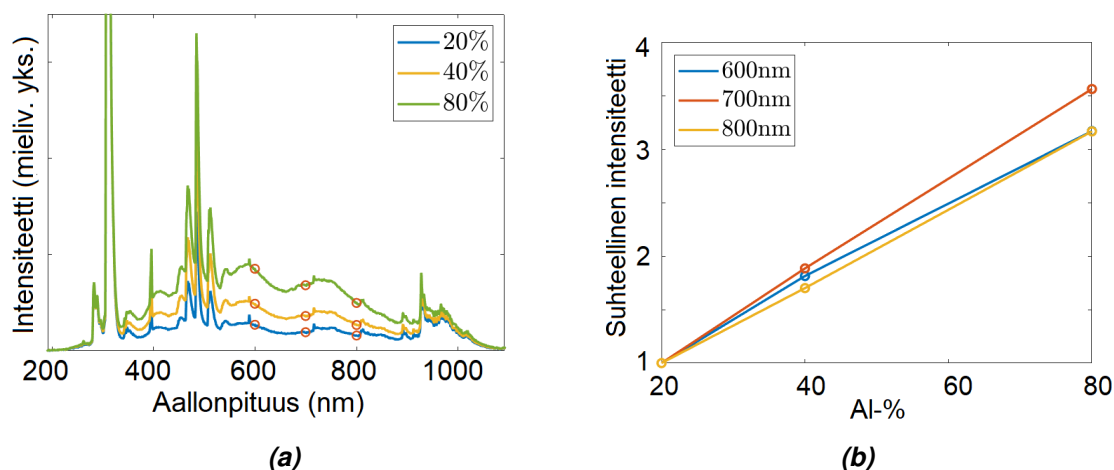 Intensiteetti (mieliv. yks.)
20%
40%
80%
200 400 600 800 1000
Aallonpituus (nm)
(a)
Suhteellinen intensiteetti
4
3
2
1
600nm
700nm
800nm
20 40 60 80
Al-%
(b)